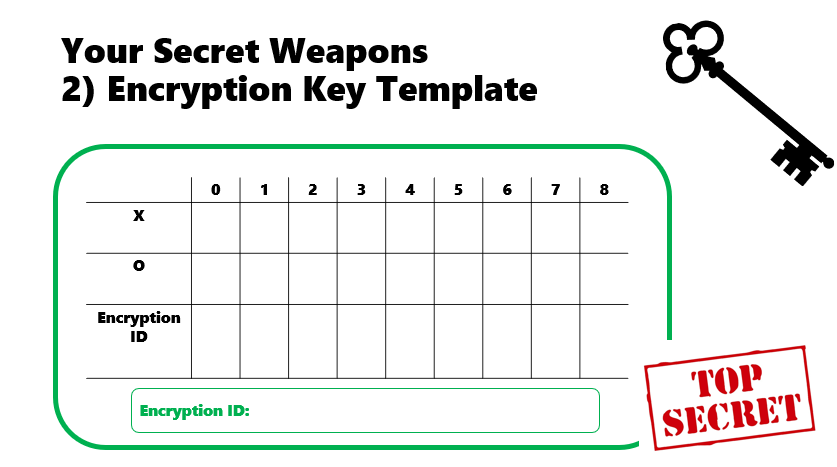 Your Secret Weapons
2) Encryption Key Template
0 1 2 3 4 5 6 7 8
X
O
Encryption
ID
Encryption ID:
TOP
SECRET